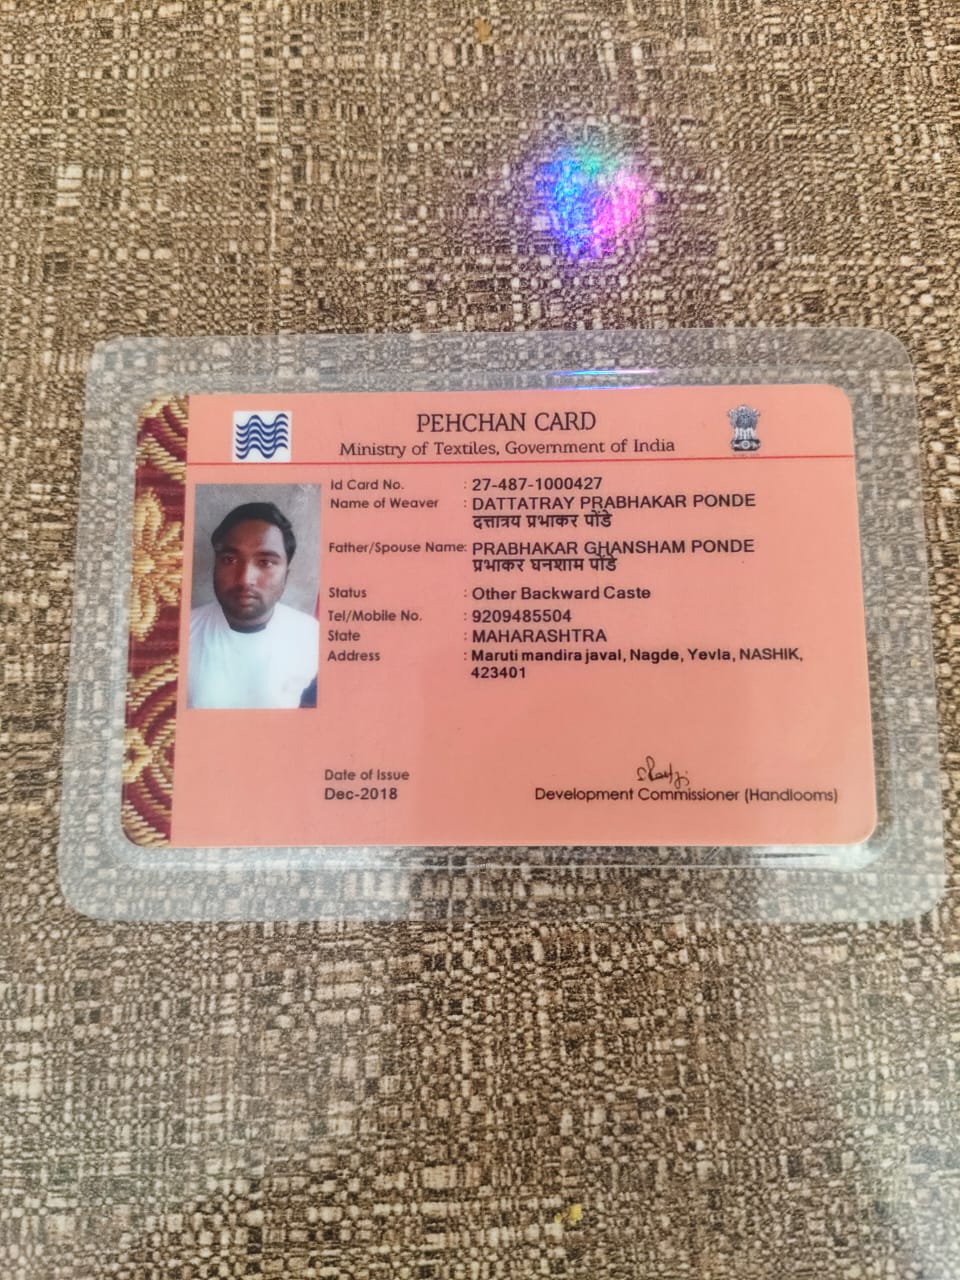 PEHCHAN CARD
Ministry of Textiles, Government of India
Id Card No. : 27-487-1000427
Name of Weaver : DATTATRAY PRABHAKAR PONDE
दत्तात्रय प्रभाकर पोंडे
Father/Spouse Name: PRABHAKAR GHANSHAM PONDE
प्रभाकर घनशाम पोंडे
Status : Other Backward Caste
Tel/Mobile No. : 9209485504
State : MAHARASHTRA
Address : Maruti mandira javal, Nagde, Yevla, NASHIK,
423401
Date of Issue
Dec-2018
Development Commissioner (Handlooms)